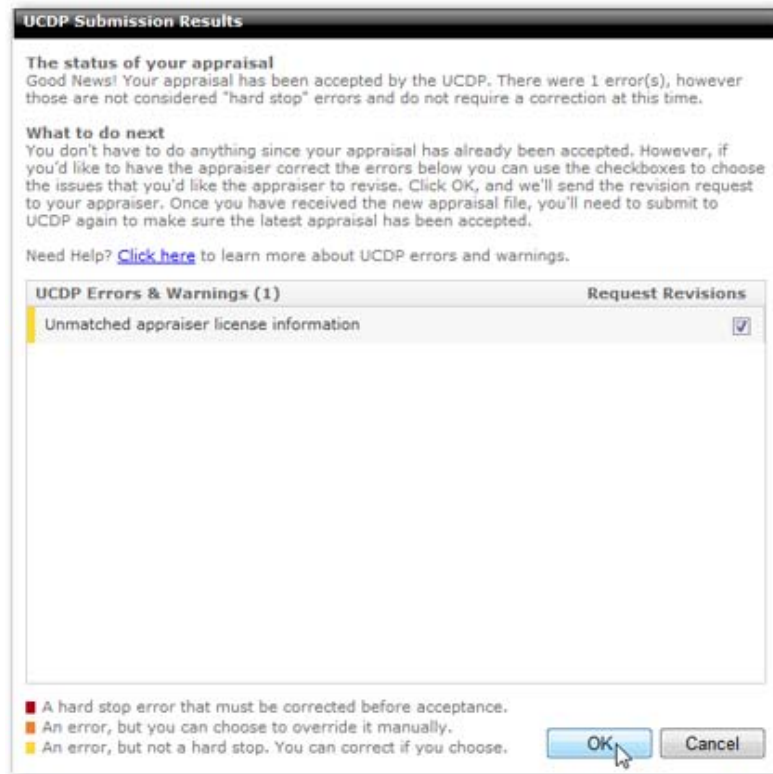 UCDP Submission Results
The status of your appraisal
Good News! Your appraisal has been accepted by the UCDP. There were 1 error(s), however
those are not considered "hard stop" errors and do not require a correction at this time.
What to do next
You don't have to do anything since your appraisal has already been accepted. However, if
you'd like to have the appraiser correct the errors below you can use the checkboxes to choose
the issues that you'd like the appraiser to revise. Click OK, and we'll send the revision request
to your appraiser. Once you have received the new appraisal file, you'll need to submit to
UCDP again to make sure the latest appraisal has been accepted.
Need Help? Click here to learn more about UCDP errors and warnings.
UCDP Errors & Warnings (1) Request Revisions
Unmatched appraiser license information
A hard stop error that must be corrected before acceptance.
An error, but you can choose to override it manually.
An error, but not a hard stop. You can correct if you choose.
OK Cancel